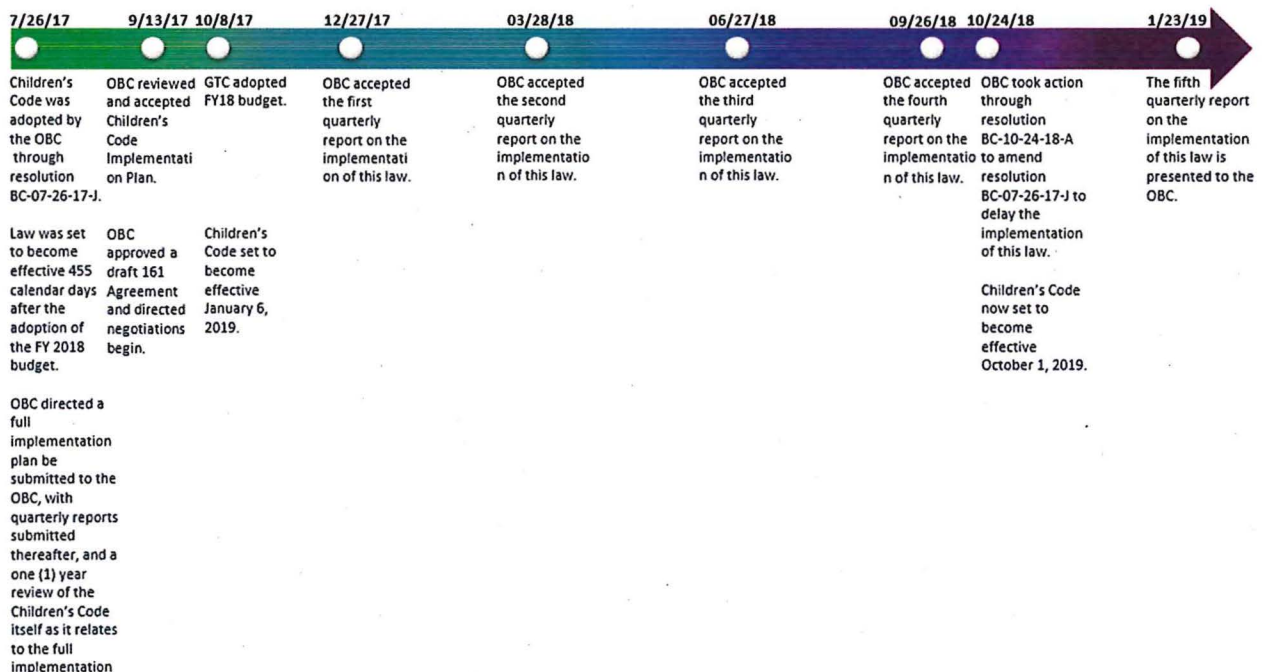 7/26/17
Children's
Code was
adopted by
the OBC
through
resolution
BC-07-26-17-J.
Law was set
to become
effective 455
calendar days
after the
adoption of
the FY 2018
budget.
OBC directed a
full
implementation
plan be
submitted to the
OBC, with
quarterly reports
submitted
thereafter, and a
one (1) year
review of the
Children's Code
itself as it relates
to the full
implementation
9/13/17
OBC reviewed
and accepted
Children's
Code
Implementati
on Plan.
OBC
approved a
draft 161
Agreement
and directed
negotiations
begin.
10/8/17
GTC adopted
FY18 budget.
Children's
Code set to
become
effective
January 6,
2019.
12/27/17
OBC accepted
the first
quarterly
report on the
implementati
on of this law.
03/28/18
OBC accepted
the second
quarterly
report on the
implementatio
n of this law.
06/27/18
OBC accepted
the third
quarterly
report on the
implementatio
n of this law.
09/26/18
OBC accepted
the fourth
quarterly
report on the
implementatio
n of this law.
10/24/18
OBC took action
through
resolution
BC-10-24-18-A
to amend
resolution
BC-07-26-17-J to
delay the
implementation
of this law.
Children's Code
now set to
become
effective
October 1, 2019.
1/23/19
The fifth
quarterly report
on the
implementation
of this law is
presented to the
OBC.